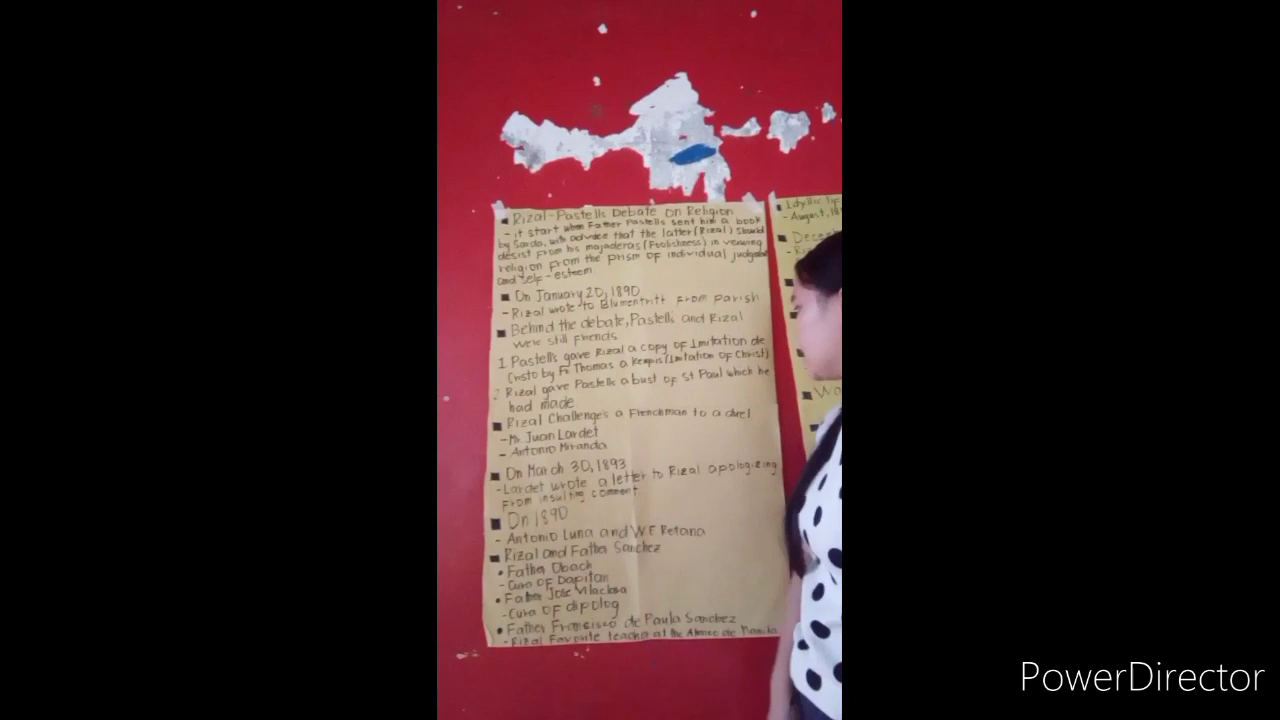 Rizal-Pastells Debate on Religion
- it start when Father Pastells sent him a book
by Sarda, with advice that the latter (Rizal) should
desist from his majaderas (Foolishness) in viewing
religion from the prism of individual judgment
and self-esteem
On January 20, 1890
- Rizal wrote to Blumentritt from parish
Behind the debate, Pastells and Rizal
were still friends
1 Pastells gave Rizal a copy of Imitation de
Cristo by Fr Thomas a Kempis (Imitation of Christ)
2 Rizal gave Pastells a bust of St Paul which he
had made
Rizal Challenges a Frenchman to a duel
- Mr. Juan Lardet
- Antonio Miranda
On March 30, 1893
- Lardet wrote a letter to Rizal apologizing
from insulting comment
On 1890
- Antonio Luna and W.F Retana
Rizal and Father Sanchez
• Father Obach
- Cura of Dapitan
• Father Jose Vilaclara
- Cura OF dipolog
• Father Francisco de Paula Sanchez
- Rizal Favorite teacher at the Ateneo de Manila
Idyllic
- August, 
Decem
Wa
PowerDirector